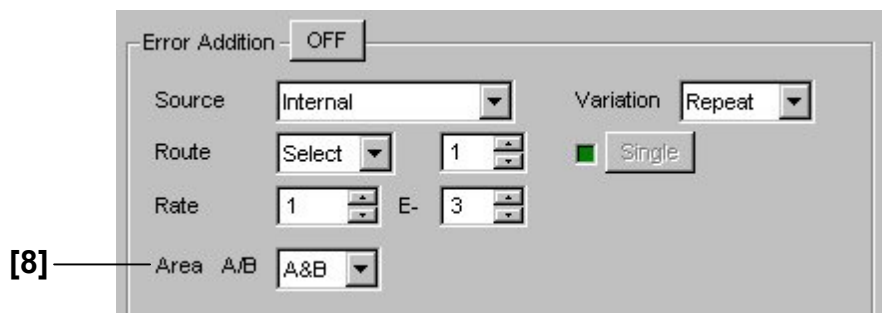 Error Addition OFF
Source Internal Variation Repeat
Route Select 1 Single
Rate 1 E- 3
[8] Area A/B A&B